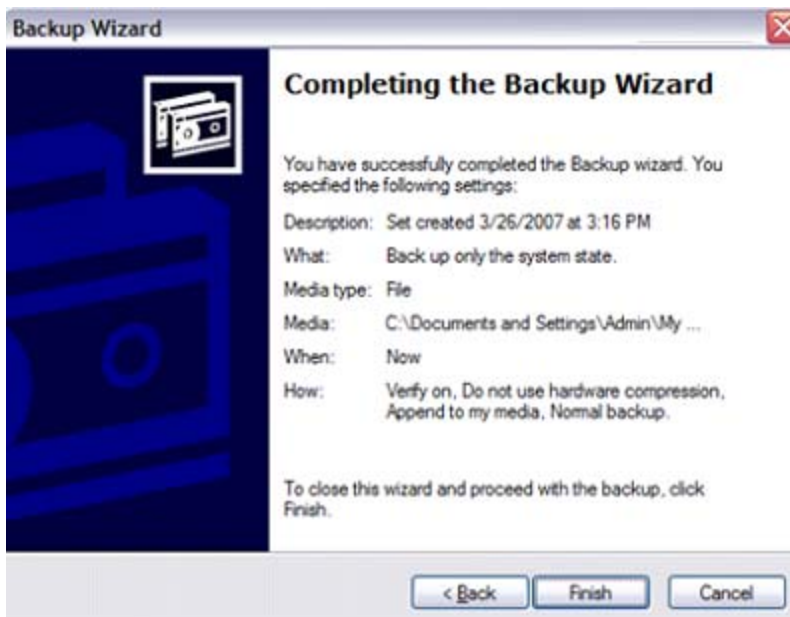 Backup Wizard
Completing the Backup Wizard
You have successfully completed the Backup wizard. You
specified the following settings:
Description: Set created 3/26/2007 at 3:16 PM
What: Back up only the system state.
Media type: File
Media: C:\Documents and Settings\Admin\My ...
When: Now
How: Verify on, Do not use hardware compression,
Append to my media, Normal backup.
To close this wizard and proceed with the backup, click
Finish.
< Back Finish Cancel